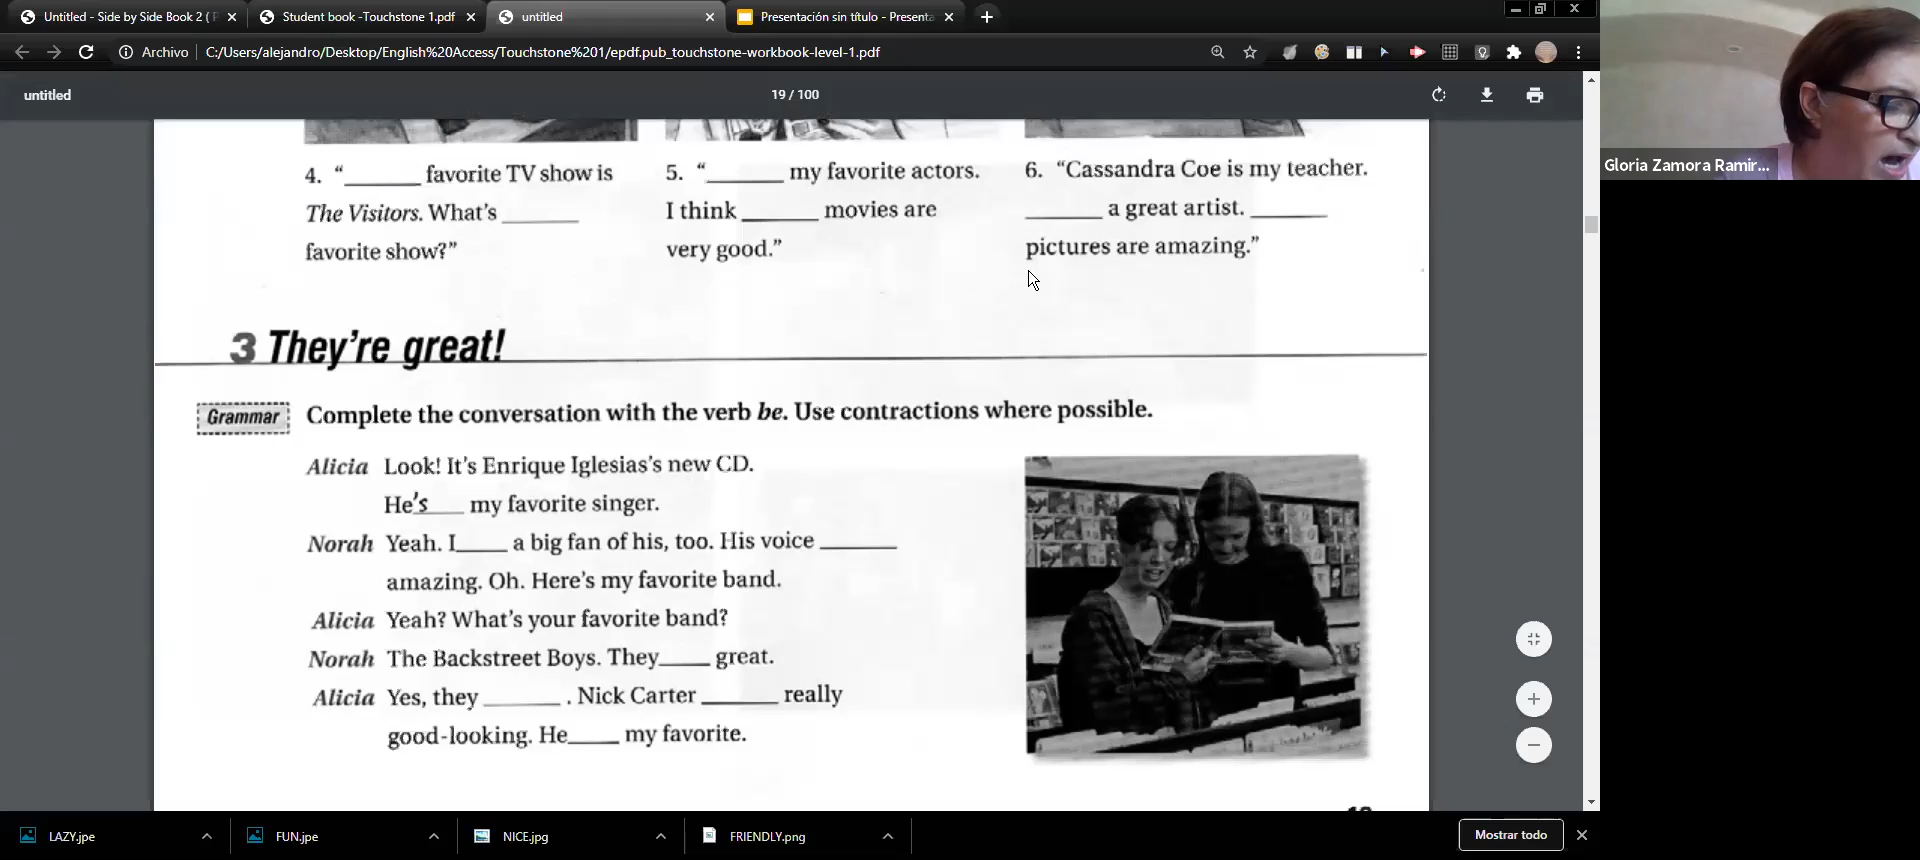 Untitled - Side by Side Book 2 (
Student book -Touchstone 1.pdf
untitled
Presentación sin título - Presenta
Archivo
C:/Users/alejandro/Desktop/English%20Access/Touchstone%201/epdf.pub_touchstone-workbook-level-1.pdf
untitled
19 / 100
Gloria Zamora Ramir...
4. “______ favorite TV show is
The Visitors. What's ______
favorite show?”
5. “______ my favorite actors.
I think ______ movies are
very good.”
6. “Cassandra Coe is my teacher.
______ a great artist. ______
pictures are amazing.”
3 They're great!
Grammar
Complete the conversation with the verb be. Use contractions where possible.
Alicia Look! It's Enrique Iglesias's new CD.
He's___ my favorite singer.
Norah Yeah. I____ a big fan of his, too. His voice ______
amazing. Oh. Here's my favorite band.
Alicia Yeah? What's your favorite band?
Norah The Backstreet Boys. They____ great.
Alicia Yes, they ______ . Nick Carter ______ really
good-looking. He____ my favorite.
LAZY.jpe
FUN.jpe
NICE.jpg
FRIENDLY.png
Mostrar todo